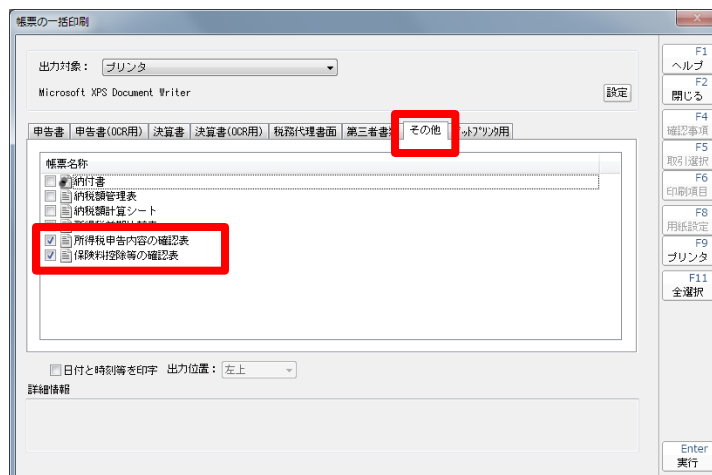 帳票の一括印刷
出力対象： プリンタ
Microsoft XPS Document Writer
設定
申告書 申告書(OCR用) 決算書 決算書(OCR用) 税務代理書面 第三者書 その他 ﾄﾞｯﾄﾌﾟﾘﾝﾀ用
帳票名称
納付書
納税額管理表
納税額計算シート
所得税申告内容の確認表
保険料控除等の確認表
日付と時刻等を印字 出力位置： 左上
詳細情報
F1
ヘルプ
F2
閉じる
F4
確認事項
F5
取引選択
F6
印刷項目
F8
用紙設定
F9
プリンタ
F11
全選択
Enter
実行